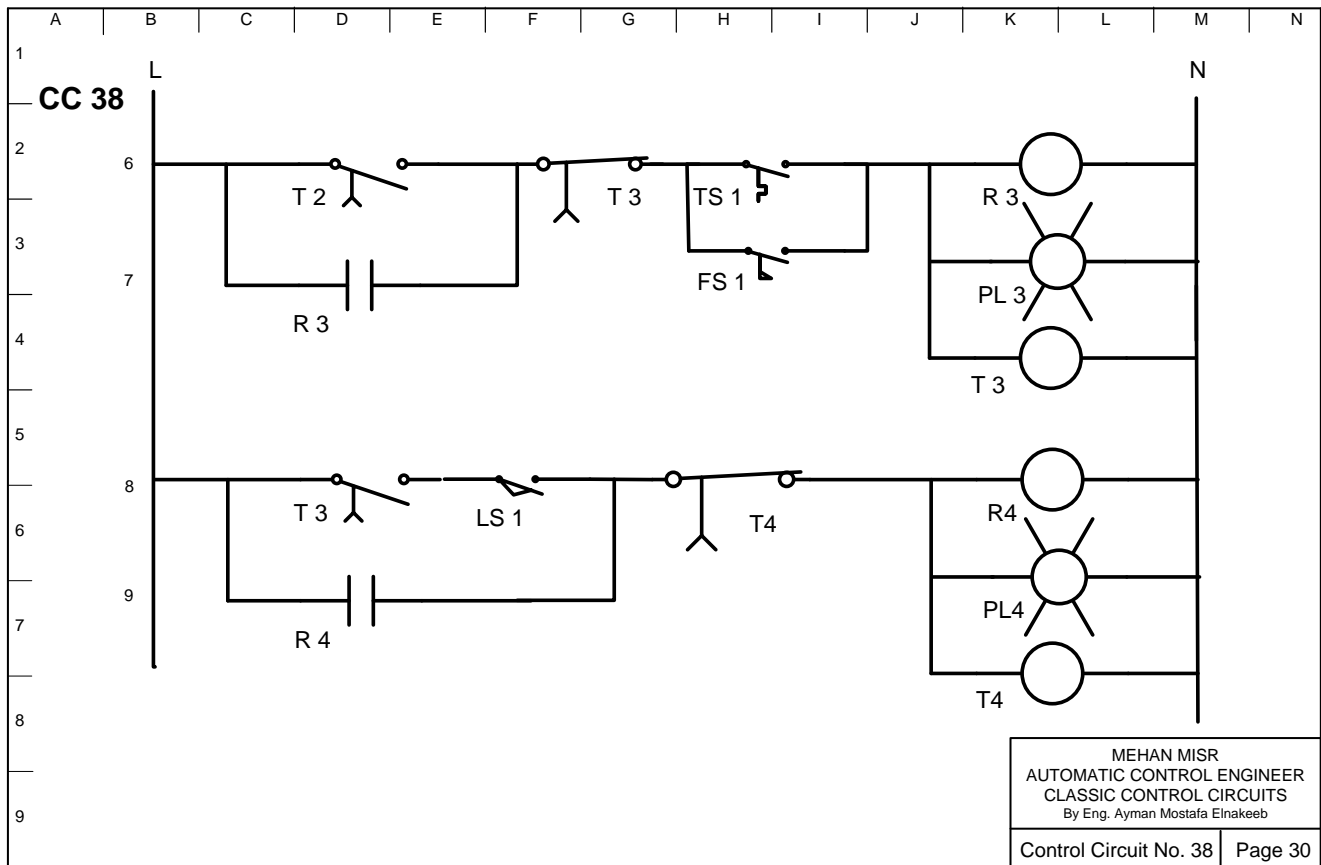 A B C D E F G H I J K L M N
1
L N
CC 38
2
6
T 2 T 3 TS 1 R 3
3
FS 1 PL 3
7
R 3
4
T 3
5
8
T 3 LS 1 T4 R4
6
9
PL4
7
R 4
T4
8
MEHAN MISR
AUTOMATIC CONTROL ENGINEER
CLASSIC CONTROL CIRCUITS
By Eng. Ayman Mostafa Elnakeeb
9
Control Circuit No. 38 Page 30